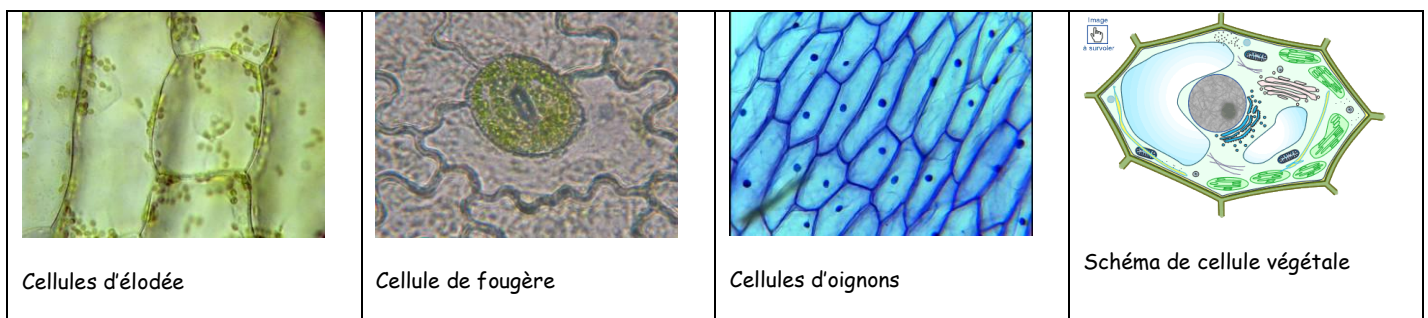 Image
à survoler
Cellules d'élodée
Cellule de fougère
Cellules d'oignons
Schéma de cellule végétale